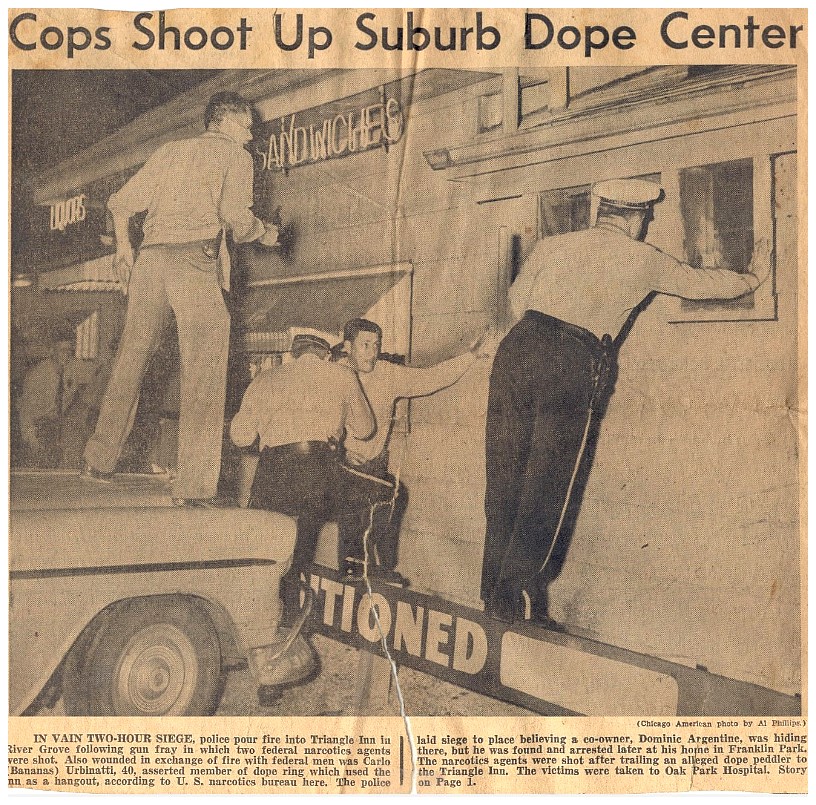 Cops Shoot Up Suburb Dope Center
SANDWICHES
LIQUORS
TIONED
(Chicago American photo by Al Phillips.)
IN VAIN TWO-HOUR SIEGE, police pour fire into Triangle Inn in
River Grove following gun fray in which two federal narcotics agents
were shot. Also wounded in exchange of fire with federal men was Carlo
(Bananas) Urbinatti, 40, asserted member of dope ring which used the
nn as a hangout, according to U. S. narcotics bureau here. The police
laid siege to place believing a co-owner, Dominic Argentine, was hiding
there, but he was found and arrested later at his home in Franklin Park.
The narcotics agents were shot after trailing an alleged dope peddler to
the Triangle Inn. The victims were taken to Oak Park Hospital. Story
on Page 1.